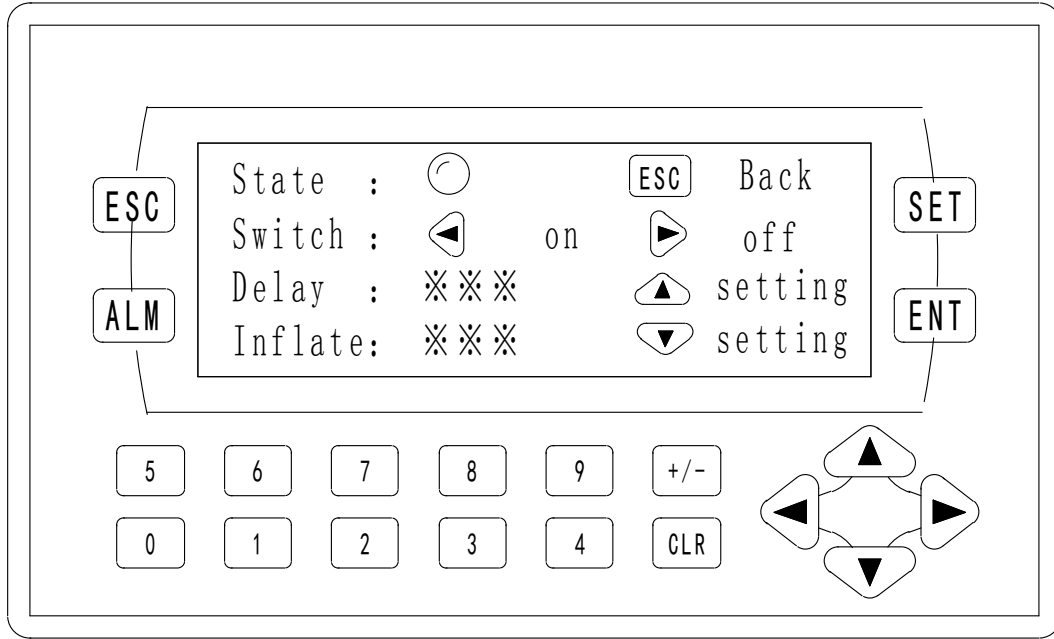 ESC
ALM
State : ESC Back
Switch : ◀ on ▶ off
Delay : ※※※ ▲ setting
Inflate: ※※※ ▼ setting
SET
ENT
5 6 7 8 9 +/-
0 1 2 3 4 CLR